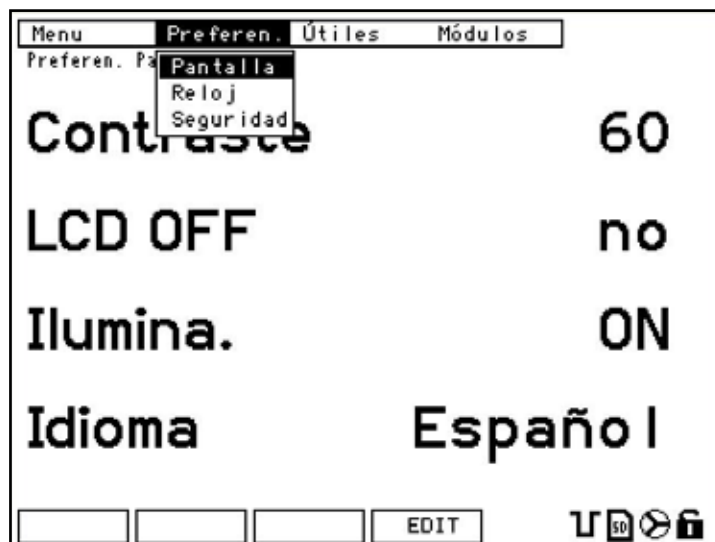 Menu Preferen. Útiles Módulos
Preferen. Pa
Pantalla
Reloj
Seguridad
Contraste 60
LCD OFF no
Ilumina. ON
Idioma Español
EDIT
SD